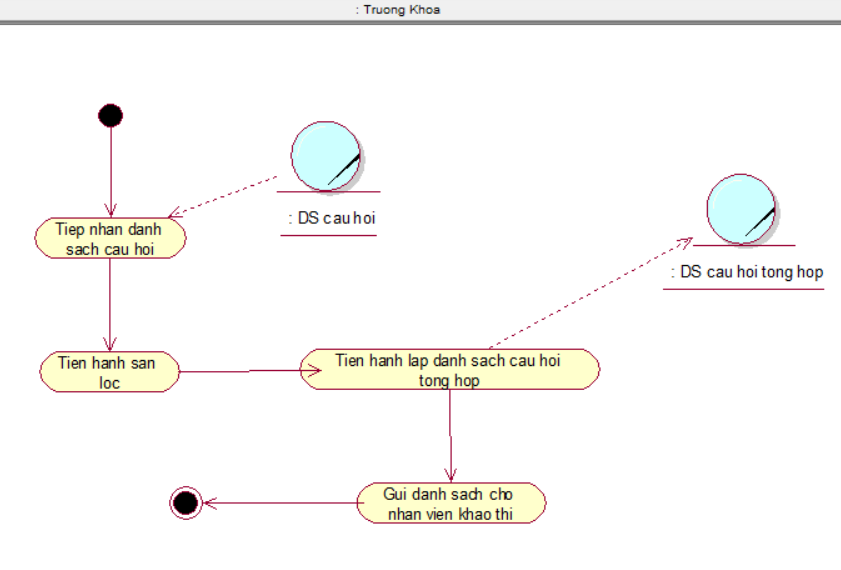 : Truong Khoa
: DS cau hoi
Tiep nhan danh
sach cau hoi
: DS cau hoi tong hop
Tien hanh san
loc
Tien hanh lap danh sach cau hoi
tong hop
Gui danh sach cho
nhan vien khao thi